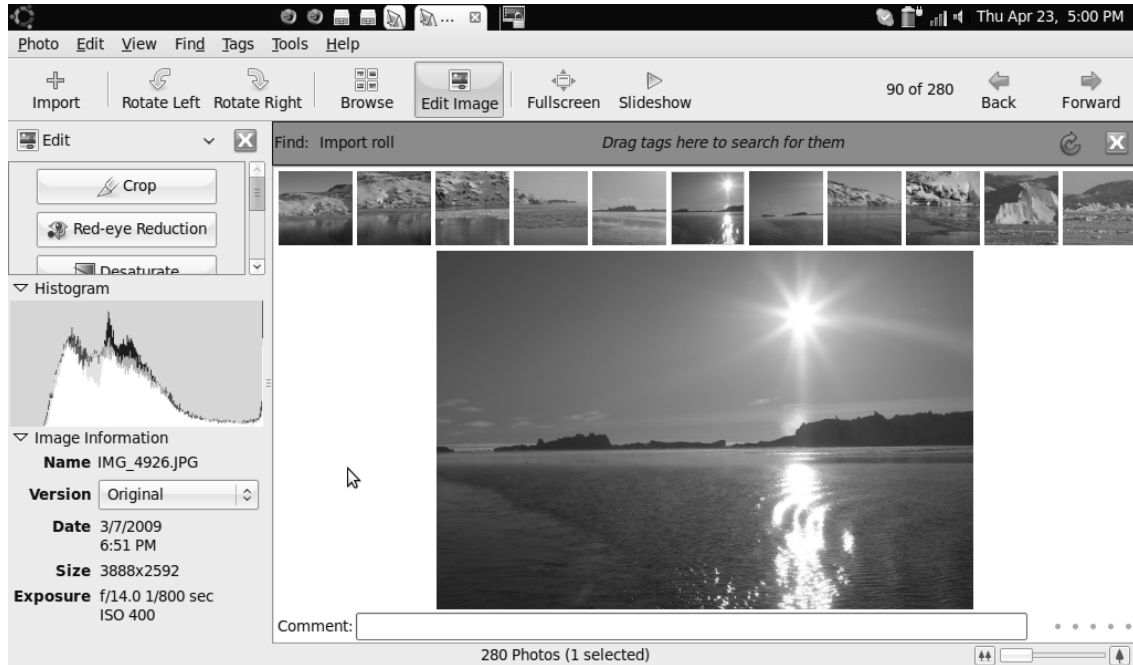 Thu Apr 23, 5:00 PM
Photo Edit View Find Tags Tools Help
Import Rotate Left Rotate Right Browse Edit Image Fullscreen Slideshow 90 of 280 Back Forward
Edit
Find: Import roll Drag tags here to search for them
Crop
Red-eye Reduction
Desaturate
Histogram
Image Information
Name IMG_4926.JPG
Version Original
Date 3/7/2009
6:51 PM
Size 3888x2592
Exposure f/14.0 1/800 sec
ISO 400
Comment:
280 Photos (1 selected)